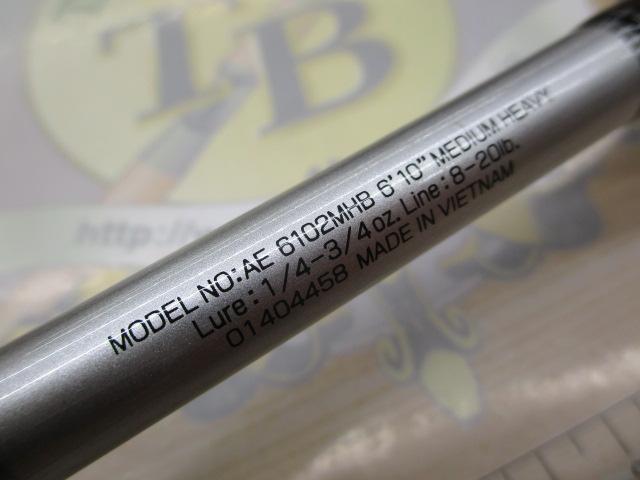 TB
http://
MODEL NO:AE 6102MHB 6'10" MEDIUM HEAVY
Lure:1/4-3/4oz. Line:8-20lb.
01404458 MADE IN VIETNAM